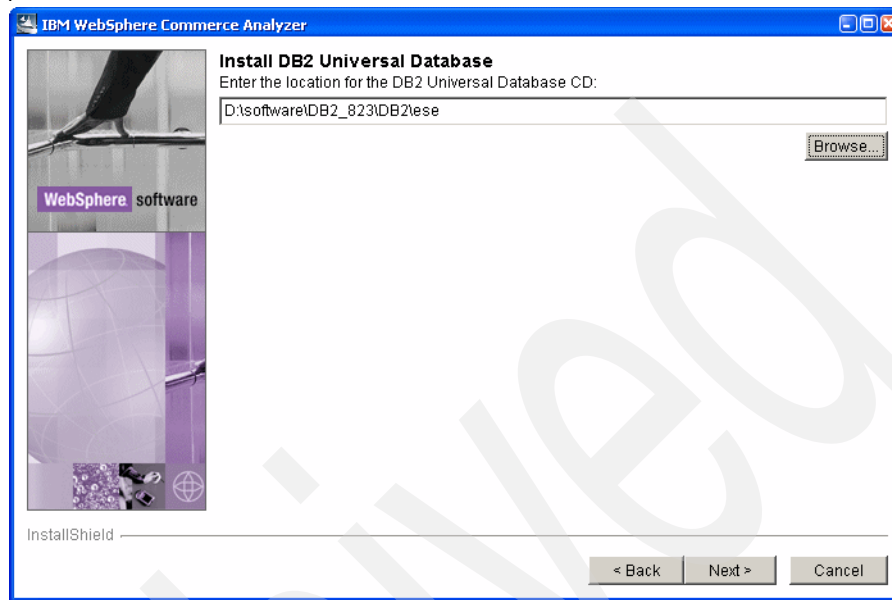 IBM WebSphere Commerce Analyzer
Install DB2 Universal Database
Enter the location for the DB2 Universal Database CD:
D:\software\DB2_823\DB2\ese
Browse...
WebSphere software
InstallShield
< Back
Next >
Cancel